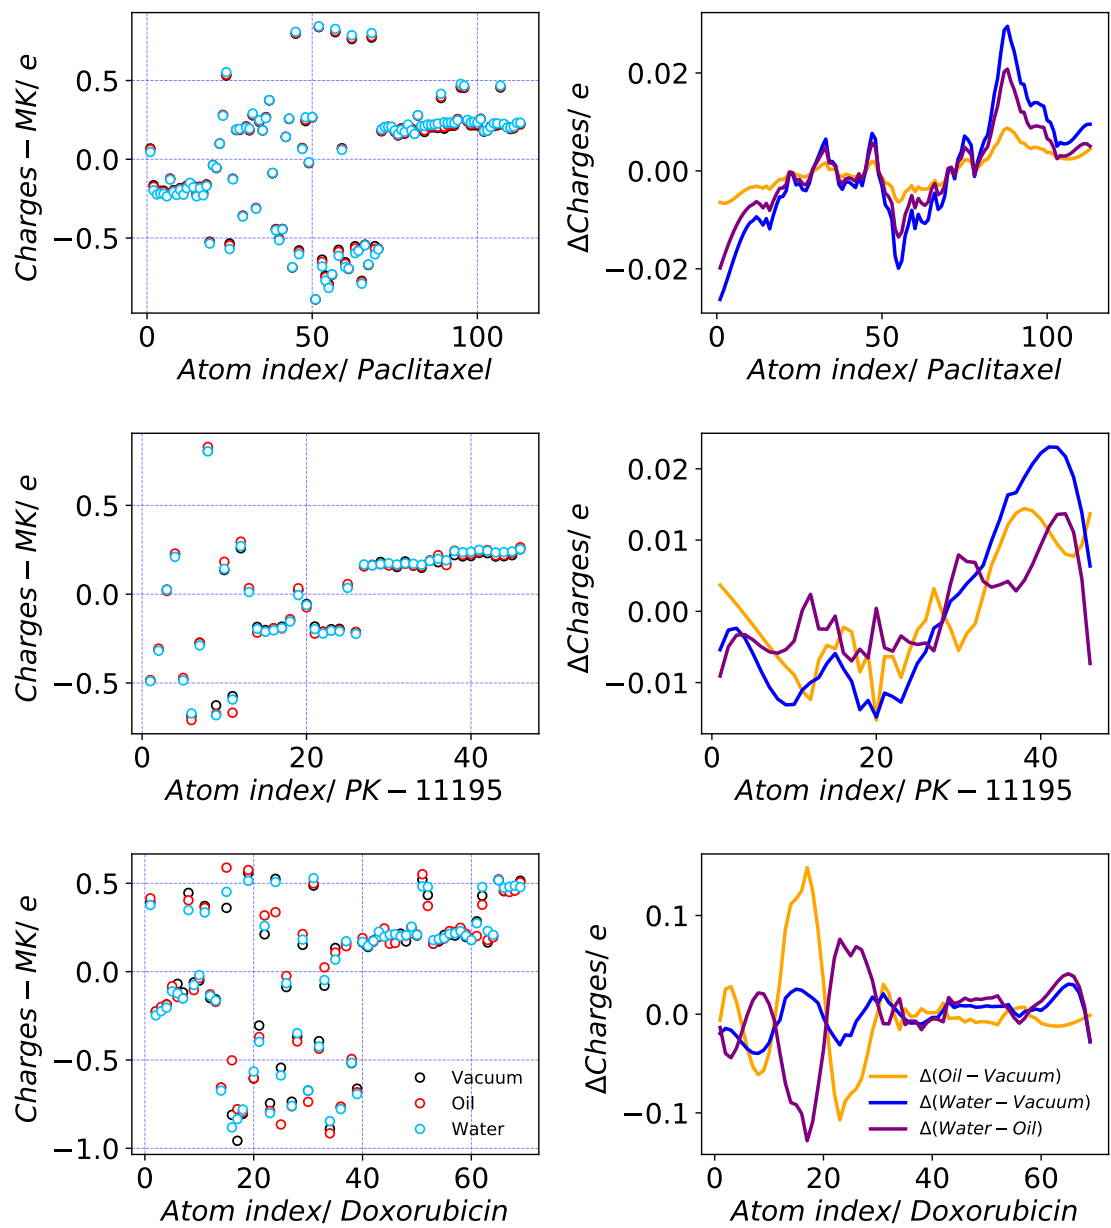 Charges − MK/ e
0.5
0.0
−0.5
0
50
100
Atom index/ Paclitaxel
ΔCharges/ e
0.02
0.00
−0.02
0
50
100
Atom index/ Paclitaxel
Charges − MK/ e
0.5
0.0
−0.5
0
20
40
Atom index/ PK − 11195
ΔCharges/ e
0.02
0.01
0.00
−0.01
0
20
40
Atom index/ PK − 11195
Charges − MK/ e
0.5
0.0
−0.5
−1.0
0
20
40
60
Vacuum
Oil
Water
Atom index/ Doxorubicin
ΔCharges/ e
0.1
0.0
−0.1
0
20
40
60
Δ(Oil − Vacuum)
Δ(Water − Vacuum)
Δ(Water − Oil)
Atom index/ Doxorubicin